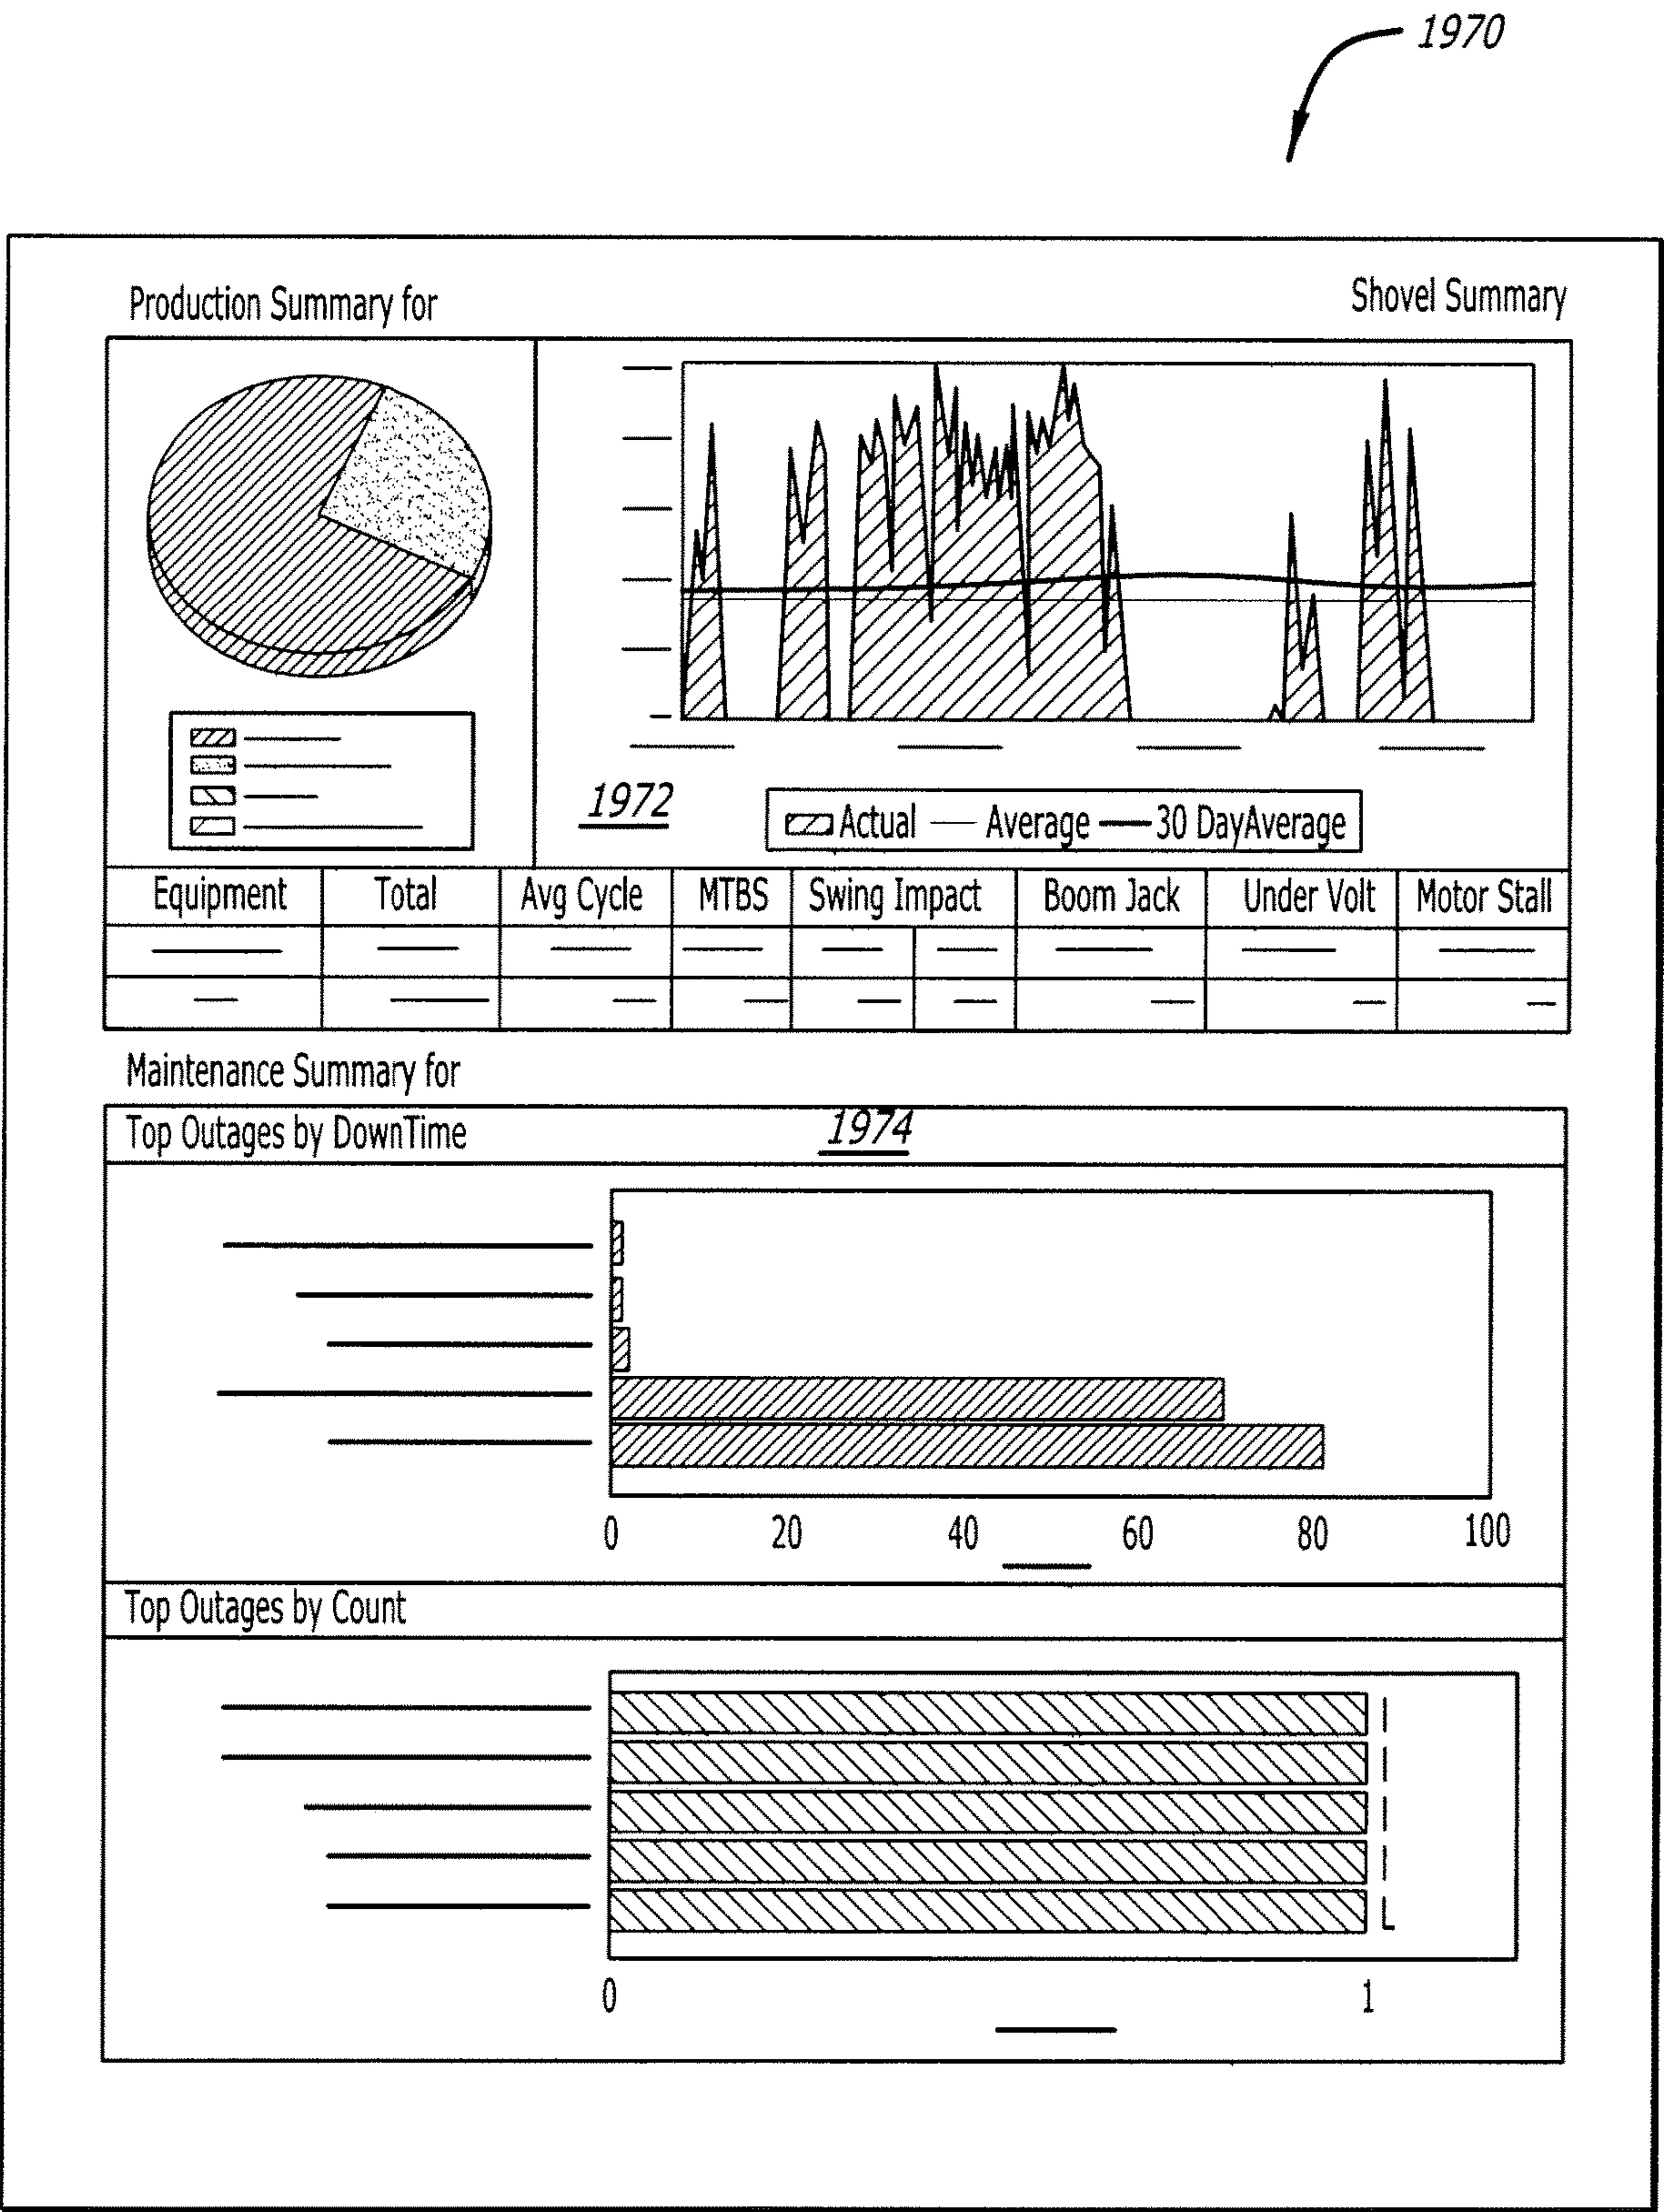 1970
Production Summary for
Shovel Summary
1972
Actual Average 30 DayAverage
Equipment Total Avg Cycle MTBS Swing Impact Boom Jack Under Volt Motor Stall
Maintenance Summary for
Top Outages by DownTime
1974
0 20 40 60 80 100
Top Outages by Count
0 1